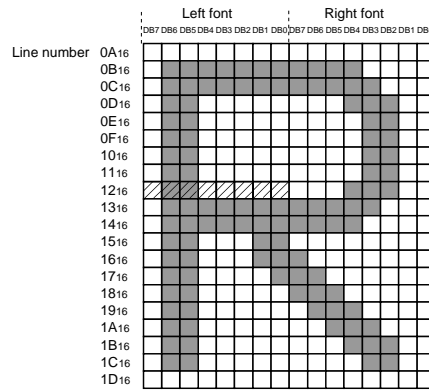 Left font Right font
DB7 DB6 DB5 DB4 DB3 DB2 DB1 DB0 DB7 DB6 DB5 DB4 DB3 DB2 DB1 DB0
Line number 0A16
0B16
0C16
0D16
0E16
0F16
1016
1116
1216
1316
1416
1516
1616
1716
1816
1916
1A16
1B16
1C16
1D16